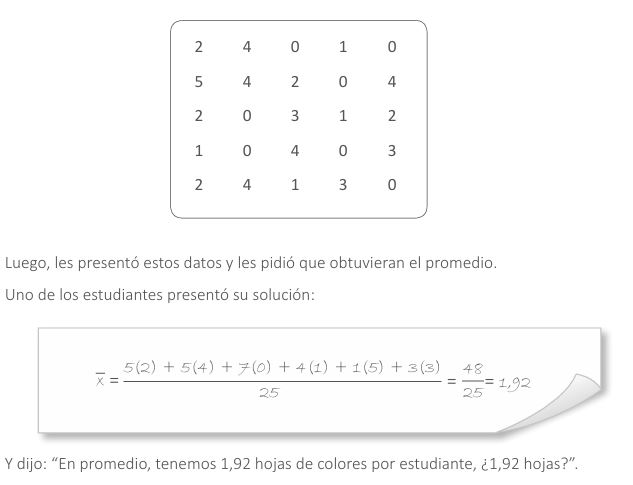 2 4 0 1 0
5 4 2 0 4
2 0 3 1 2
1 0 4 0 3
2 4 1 3 0
Luego, les presentó estos datos y les pidió que obtuvieran el promedio.
Uno de los estudiantes presentó su solución:
x̅ = 5(2) + 5(4) + 7(0) + 4(1) + 1(5) + 3(3) / 25 = 48 / 25 = 1,92
Y dijo: “En promedio, tenemos 1,92 hojas de colores por estudiante, ¿1,92 hojas?”.